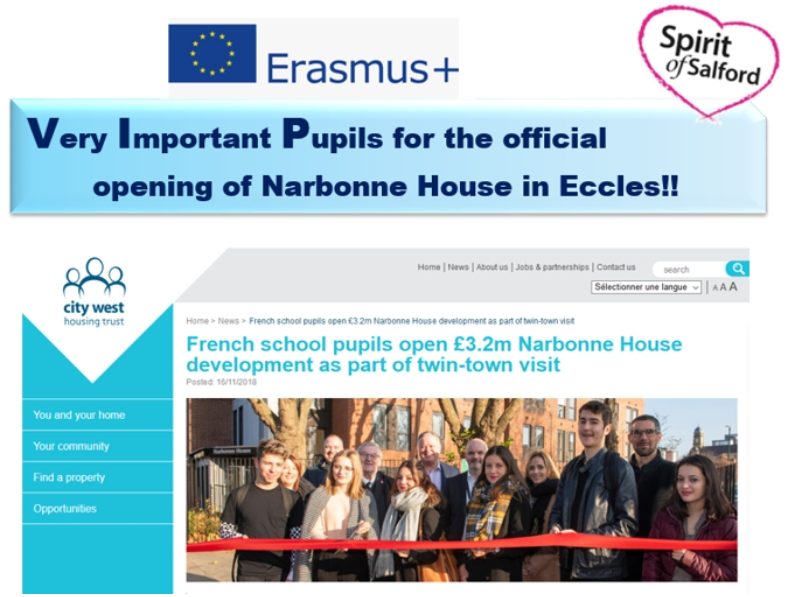 Erasmus+
Spirit
of Salford
Very Important Pupils for the official
opening of Narbonne House in Eccles!!
city west
housing trust
Home | News | About us | Jobs & partnerships | Contact us
search
Sélectionner une langue
A A A
Home > News > French school pupils open £3.2m Narbonne House development as part of twin-town visit
French school pupils open £3.2m Narbonne House
development as part of twin-town visit
Posted: 16/11/2018
You and your home
Your community
Find a property
Opportunities
Narbonne House